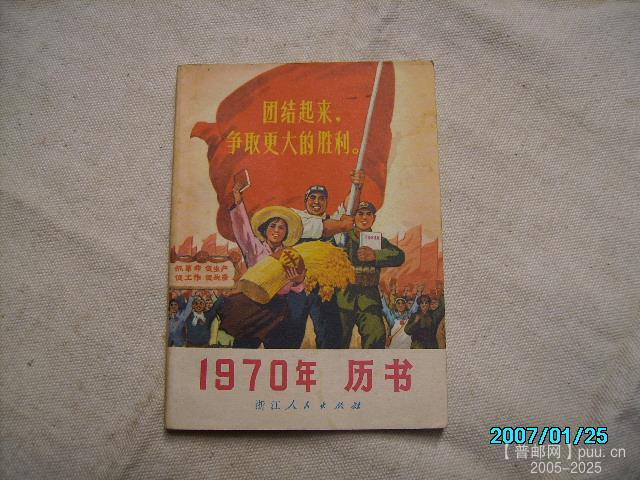 团结起来，
争取更大的胜利。
抓革命 促生产
促工作 促战备
1970年 历书
浙江人民出版社
2007/01/25
【普邮网】puu.cn
2005-2025